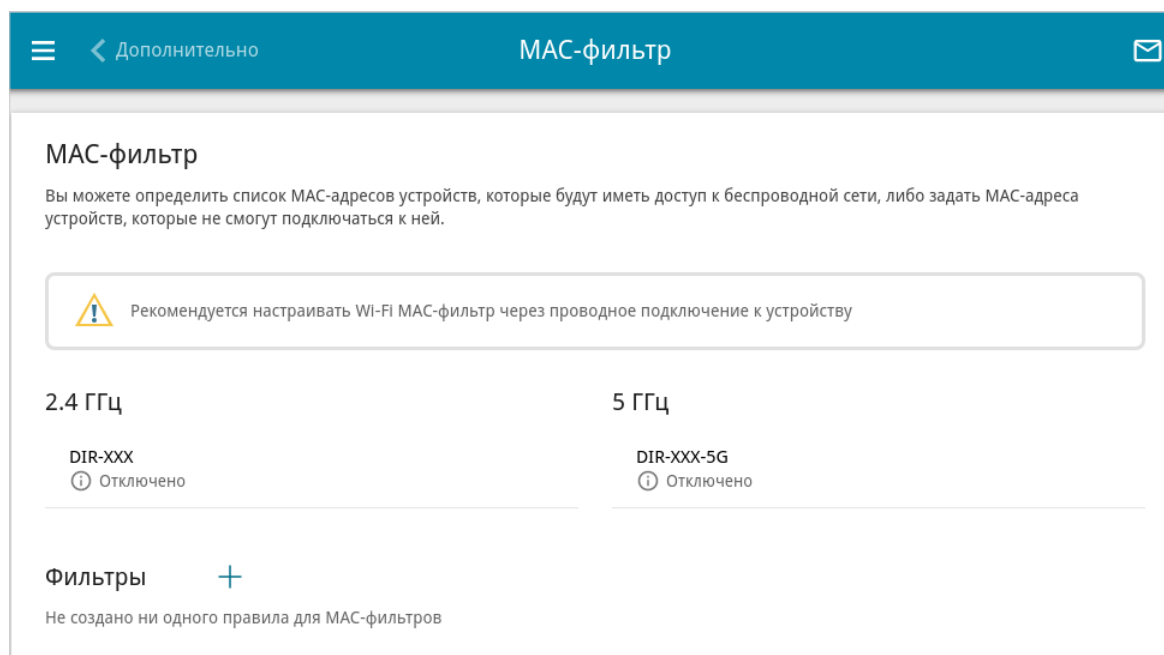 Дополнительно
MAC-фильтр
MAC-фильтр
Вы можете определить список MAC-адресов устройств, которые будут иметь доступ к беспроводной сети, либо задать MAC-адреса
устройств, которые не смогут подключаться к ней.
Рекомендуется настраивать Wi-Fi MAC-фильтр через проводное подключение к устройству
2.4 ГГц
5 ГГц
DIR-XXX
DIR-XXX-5G
Отключено
Отключено
Фильтры
Не создано ни одного правила для MAC-фильтров